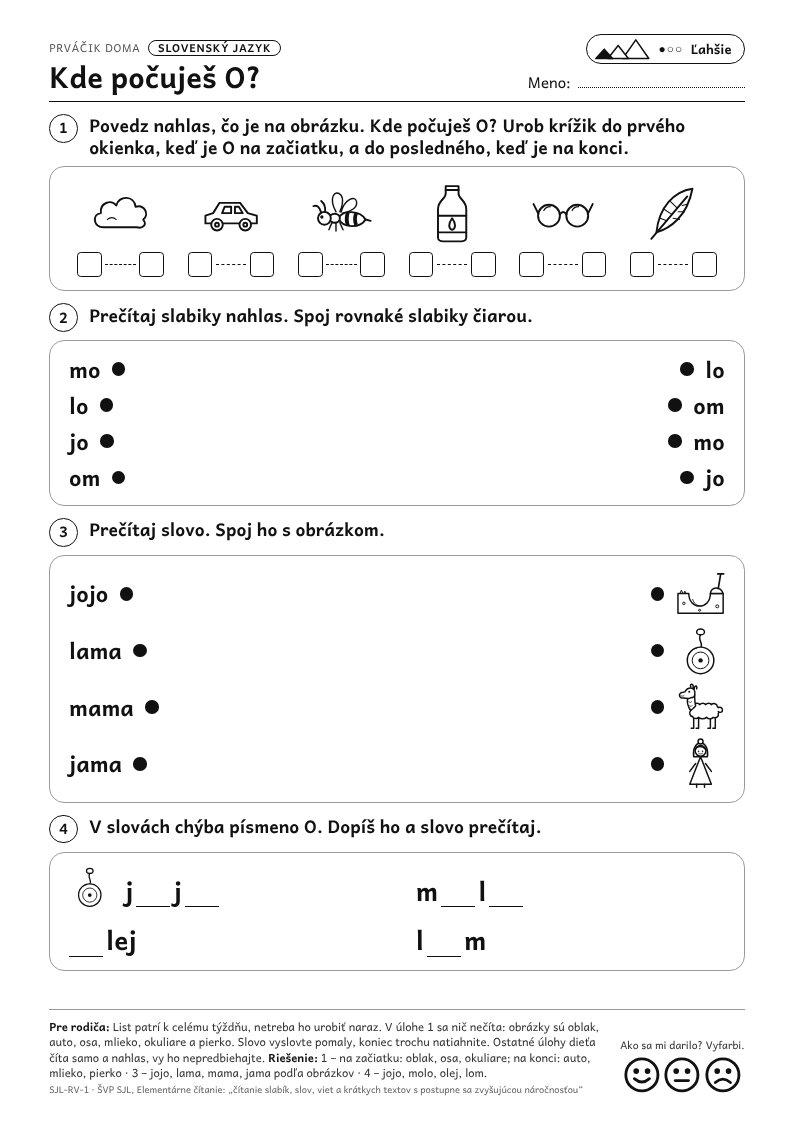 PRVÁČIK DOMA SLOVENSKÝ JAZYK
Ľahšie
Kde počuješ O?
Meno:
1 Povedz nahlas, čo je na obrázku. Kde počuješ O? Urob krížik do prvého
okienka, keď je O na začiatku, a do posledného, keď je na konci.
2 Prečítaj slabiky nahlas. Spoj rovnaké slabiky čiarou.
mo lo
lo om
jo mo
om jo
3 Prečítaj slovo. Spoj ho s obrázkom.
jojo
lama
mama
jama
4 V slovách chýba písmeno O. Dopíš ho a slovo prečítaj.
j__j__ m__l__
__lej l__m
Pre rodiča: List patrí k celému týždňu, netreba ho urobiť naraz. V úlohe 1 sa nič nečíta: obrázky sú oblak,
auto, osa, mlieko, okuliare a pierko. Slovo vyslovte pomaly, koniec trochu natiahnite. Ostatné úlohy dieťa
číta samo a nahlas, vy ho nepredbiehajte. Riešenie: 1 – na začiatku: oblak, osa, okuliare; na konci: auto,
mlieko, pierko · 3 – jojo, lama, mama, jama podľa obrázkov · 4 – jojo, molo, olej, lom.
SJL-RV-1 · ŠVP SJL, Elementárne čítanie: „čítanie slabík, slov, viet a krátkych textov s postupne sa zvyšujúcou náročnosťou“
Ako sa mi darilo? Vyfarbi.